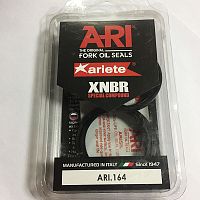 ARI
THE ORIGINAL
FORK OIL SEALS
ariete
XNBR
SPECIAL COMPOUND
MANUFACTURED IN ITALY Since 1947
ARI.164